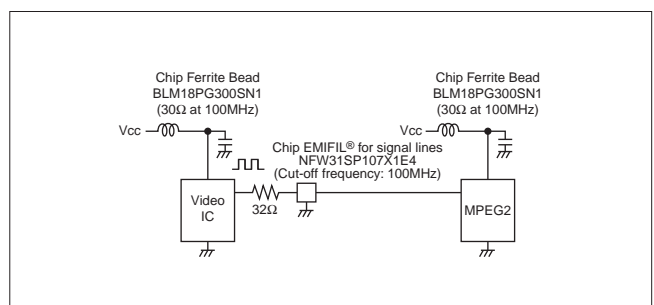 Chip Ferrite Bead
BLM18PG300SN1
(30Ω at 100MHz)
Vcc
Chip Ferrite Bead
BLM18PG300SN1
(30Ω at 100MHz)
Vcc
Chip EMIFIL® for signal lines
NFW31SP107X1E4
(Cut-off frequency: 100MHz)
Video
IC
32Ω
MPEG2